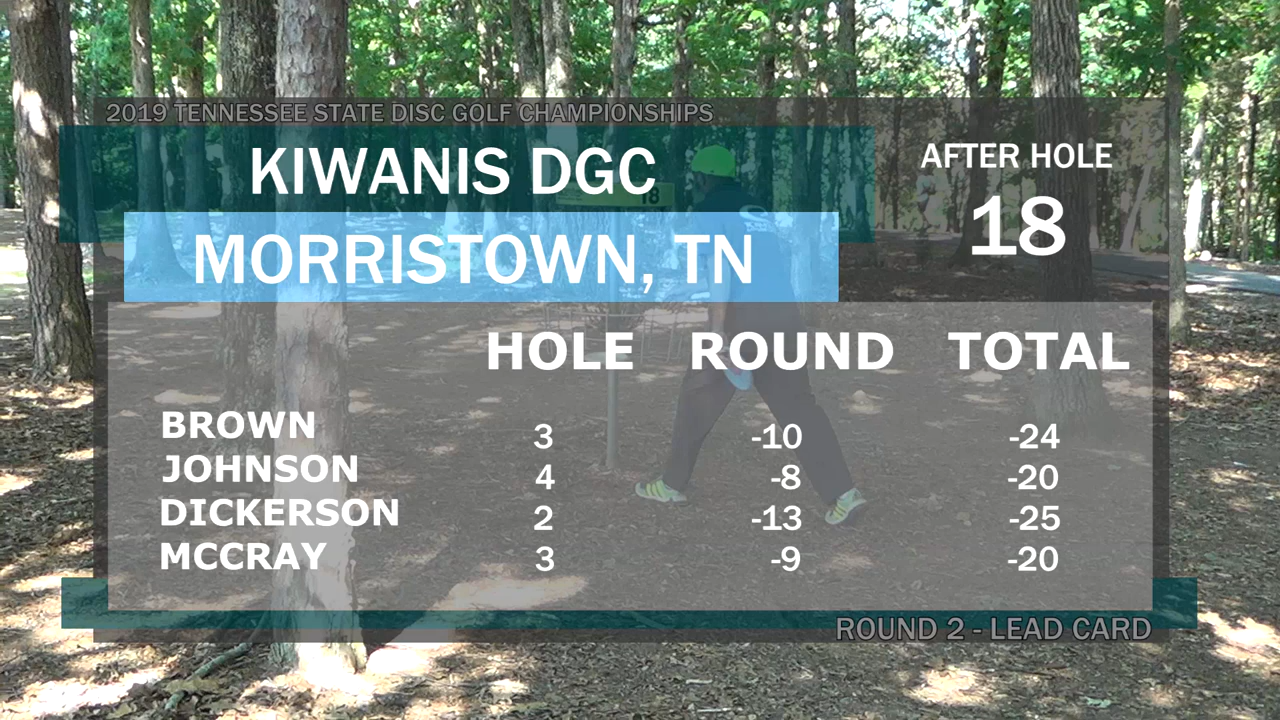 2019 TENNESSEE STATE DISC GOLF CHAMPIONSHIPS
KIWANIS DGC
MORRISTOWN, TN
AFTER HOLE
18
18
HOLE ROUND TOTAL
BROWN 3 -10 -24
JOHNSON 4 -8 -20
DICKERSON 2 -13 -25
MCCRAY 3 -9 -20
ROUND 2 - LEAD CARD